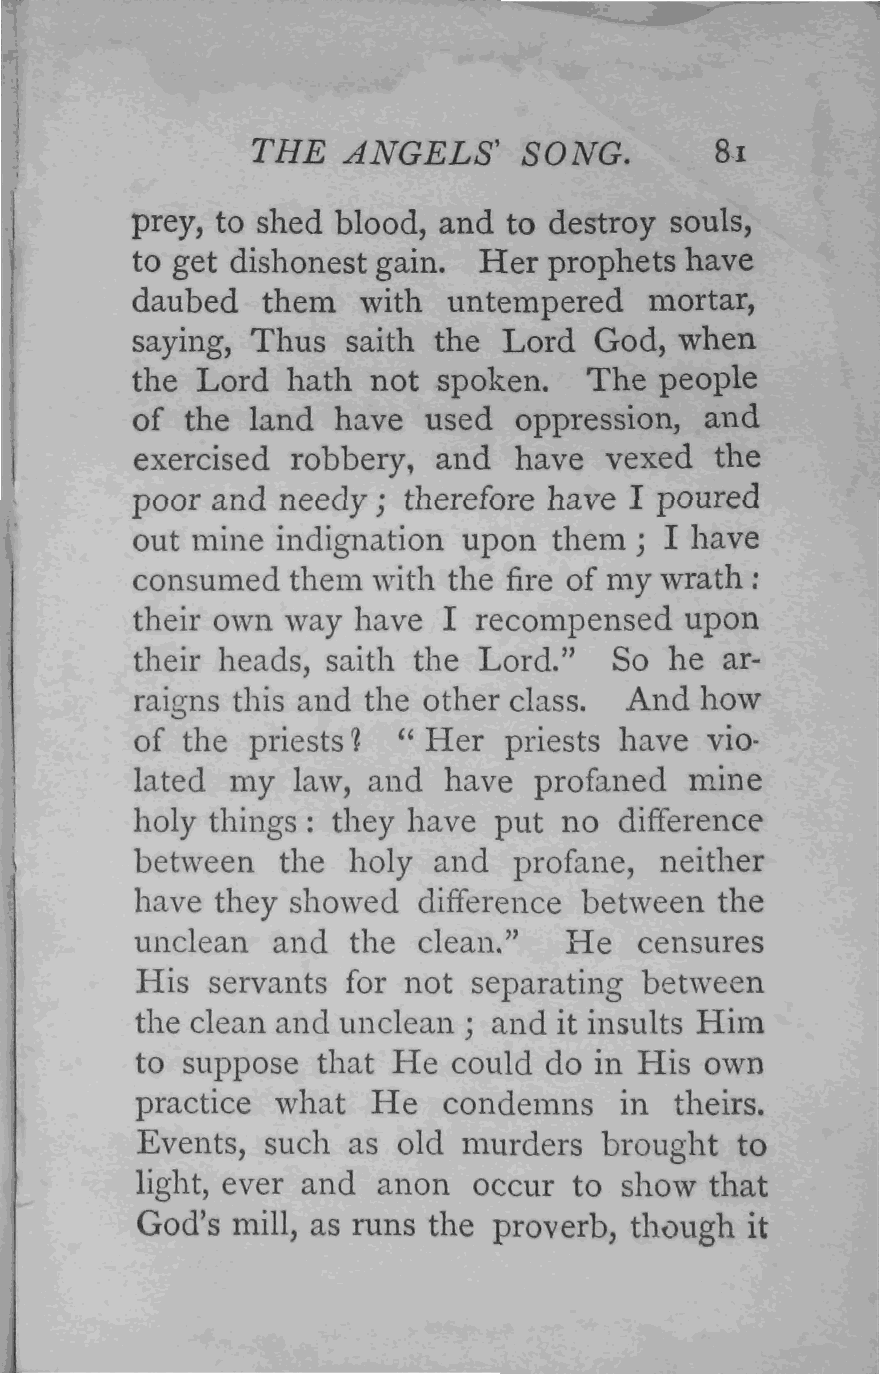 THE ANGELS' SONG. 81
prey, to shed blood, and to destroy souls,
to get dishonest gain. Her prophets have
daubed them with untempered mortar,
saying, Thus saith the Lord God, when
the Lord hath not spoken. The people
of the land have used oppression, and
exercised robbery, and have vexed the
poor and needy ; therefore have I poured
out mine indignation upon them ; I have
consumed them with the fire of my wrath :
their own way have I recompensed upon
their heads, saith the Lord.” So he ar-
raigns this and the other class. And how
of the priests? “ Her priests have vio-
lated my law, and have profaned mine
holy things : they have put no difference
between the holy and profane, neither
have they showed difference between the
unclean and the clean.” He censures
His servants for not separating between
the clean and unclean ; and it insults Him
to suppose that He could do in His own
practice what He condemns in theirs.
Events, such as old murders brought to
light, ever and anon occur to show that
God's mill, as runs the proverb, though it